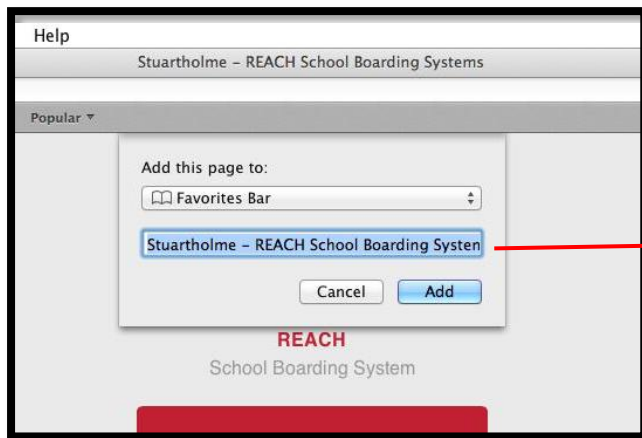 Help
Stuartholme – REACH School Boarding Systems
Popular ▼
Add this page to:
Favorites Bar
Stuartholme – REACH School Boarding System
Cancel Add
REACH
School Boarding System